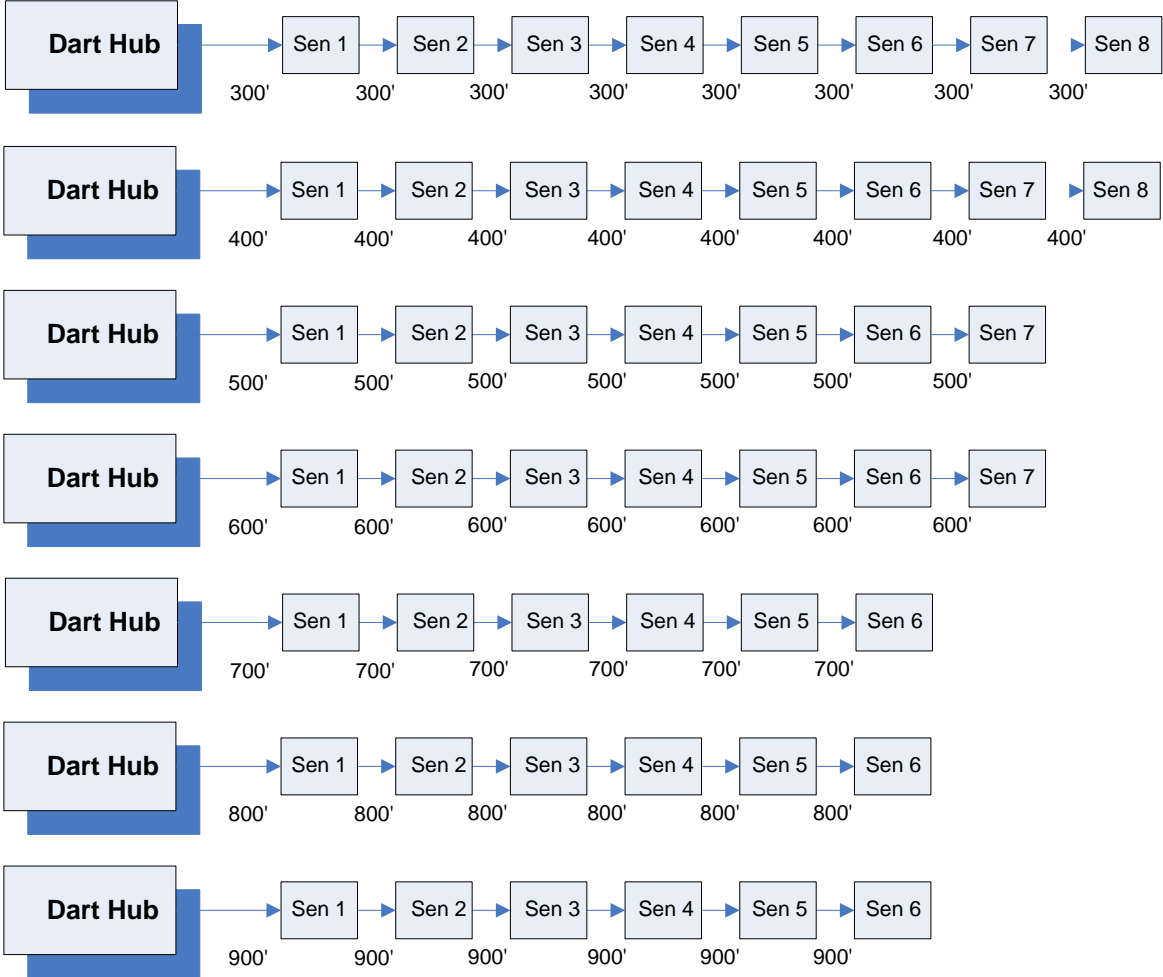 Dart Hub Sen 1 Sen 2 Sen 3 Sen 4 Sen 5 Sen 6 Sen 7 Sen 8
300' 300' 300' 300' 300' 300' 300' 300'
Dart Hub Sen 1 Sen 2 Sen 3 Sen 4 Sen 5 Sen 6 Sen 7 Sen 8
400' 400' 400' 400' 400' 400' 400' 400'
Dart Hub Sen 1 Sen 2 Sen 3 Sen 4 Sen 5 Sen 6 Sen 7
500' 500' 500' 500' 500' 500' 500'
Dart Hub Sen 1 Sen 2 Sen 3 Sen 4 Sen 5 Sen 6 Sen 7
600' 600' 600' 600' 600' 600' 600'
Dart Hub Sen 1 Sen 2 Sen 3 Sen 4 Sen 5 Sen 6
700' 700' 700' 700' 700' 700'
Dart Hub Sen 1 Sen 2 Sen 3 Sen 4 Sen 5 Sen 6
800' 800' 800' 800' 800' 800'
Dart Hub Sen 1 Sen 2 Sen 3 Sen 4 Sen 5 Sen 6
900' 900' 900' 900' 900' 900'